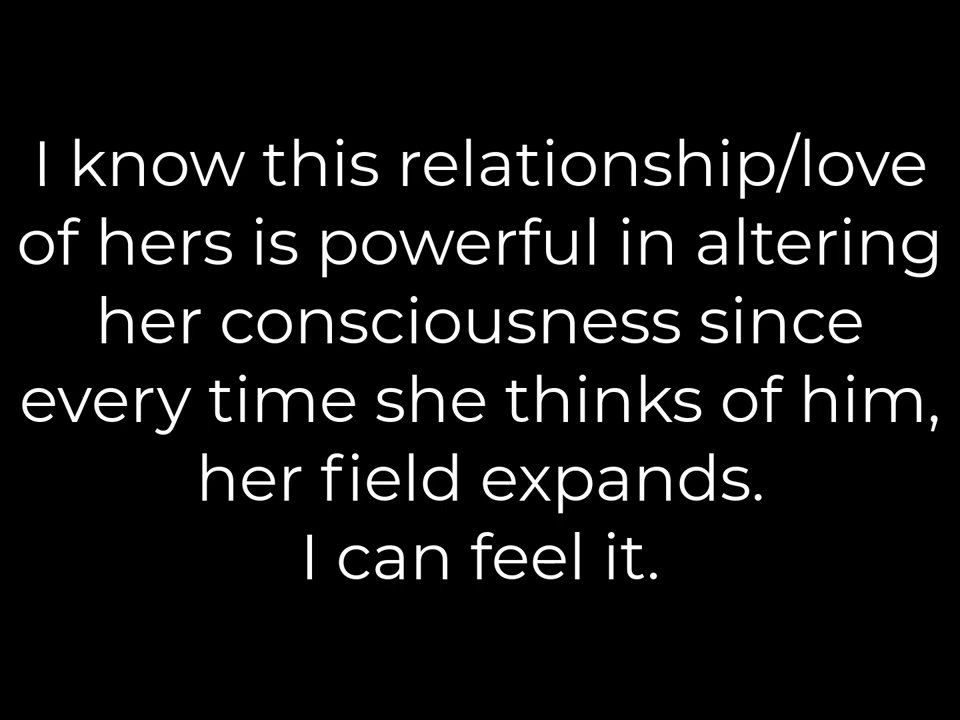 I know this relationship/love
of hers is powerful in altering
her consciousness since
every time she thinks of him,
her field expands.
I can feel it.